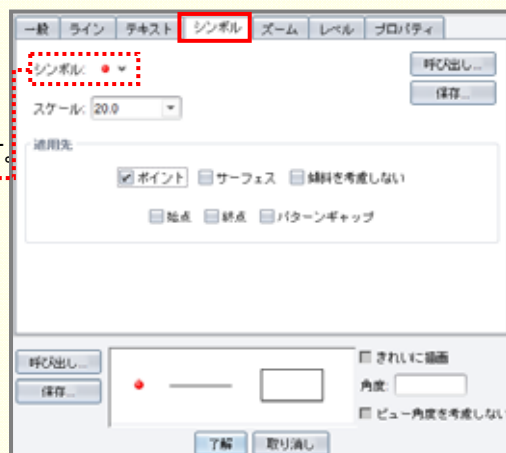 一般 ライン テキスト シンボル ズーム レベル プロパティ
シンボル: 呼び出し...
保存...
スケール: 20.0
適用先
ポイント サーフェス 傾斜を考慮しない
始点 終点 パターンギャップ
呼び出し... きれいに描画
保存... 角度:
ビュー角度を考慮しない
了解 取り消し